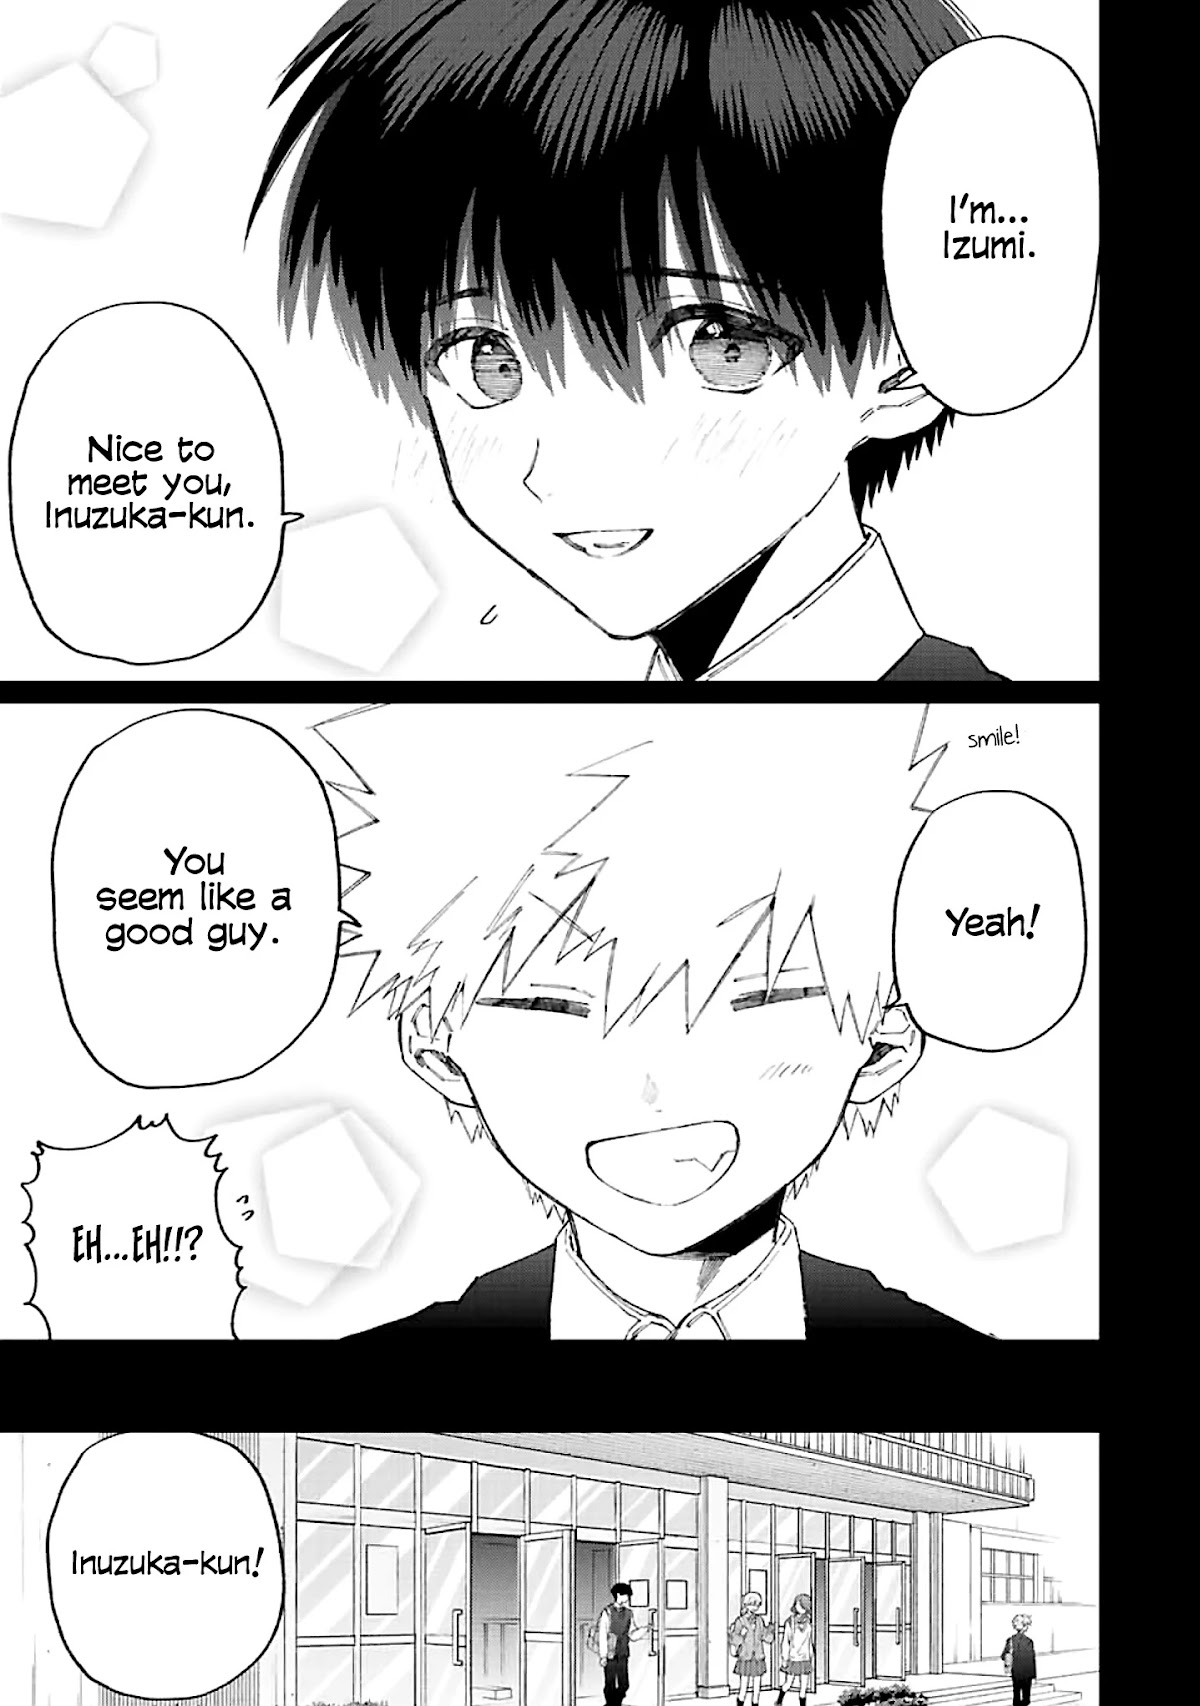 I'm...
Izumi.
Nice to
meet you,
Inuzuka-kun.
smile!
Yeah!
You
seem like a
good guy.
EH...EH!!?
Inuzuka-kun!